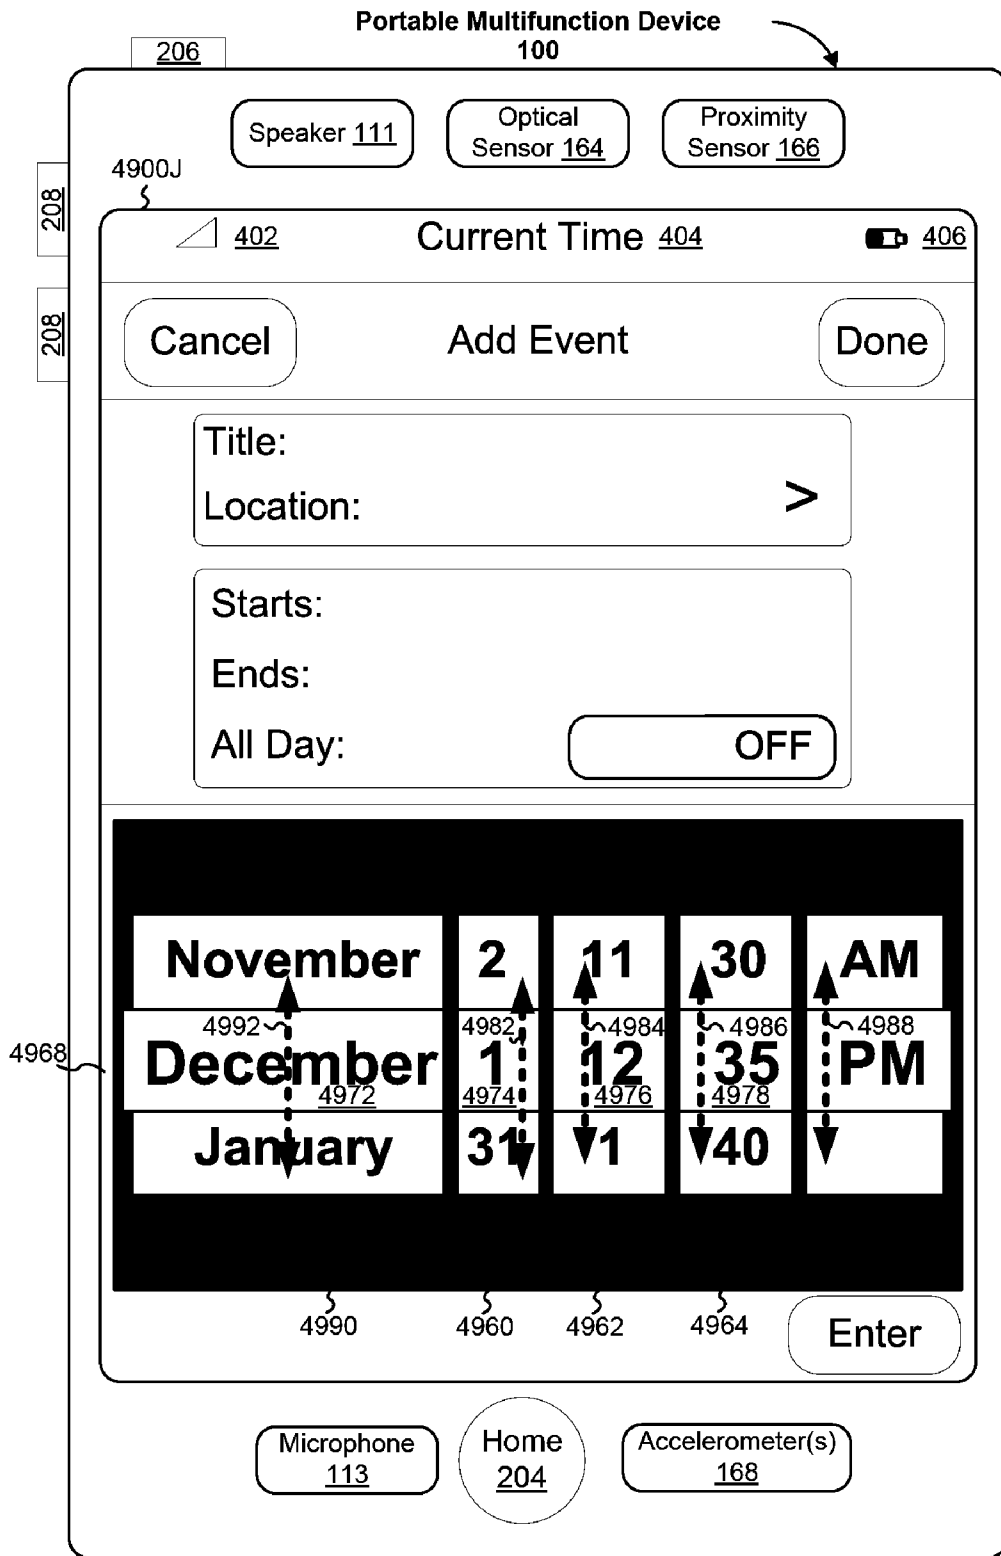 Portable Multifunction Device
100
206
Speaker 111
Optical
Sensor 164
Proximity
Sensor 166
4900J
208
208
402
Current Time 404
406
Cancel
Add Event
Done
Title:
Location:
>
Starts:
Ends:
All Day:
OFF
November 2 11 30 AM
4992 4982 4984 4986 4988
4968
December 1 12 35 PM
4972 4974 4976 4978
January 31 1 40
4990 4960 4962 4964
Enter
Microphone
113
Home
204
Accelerometer(s)
168